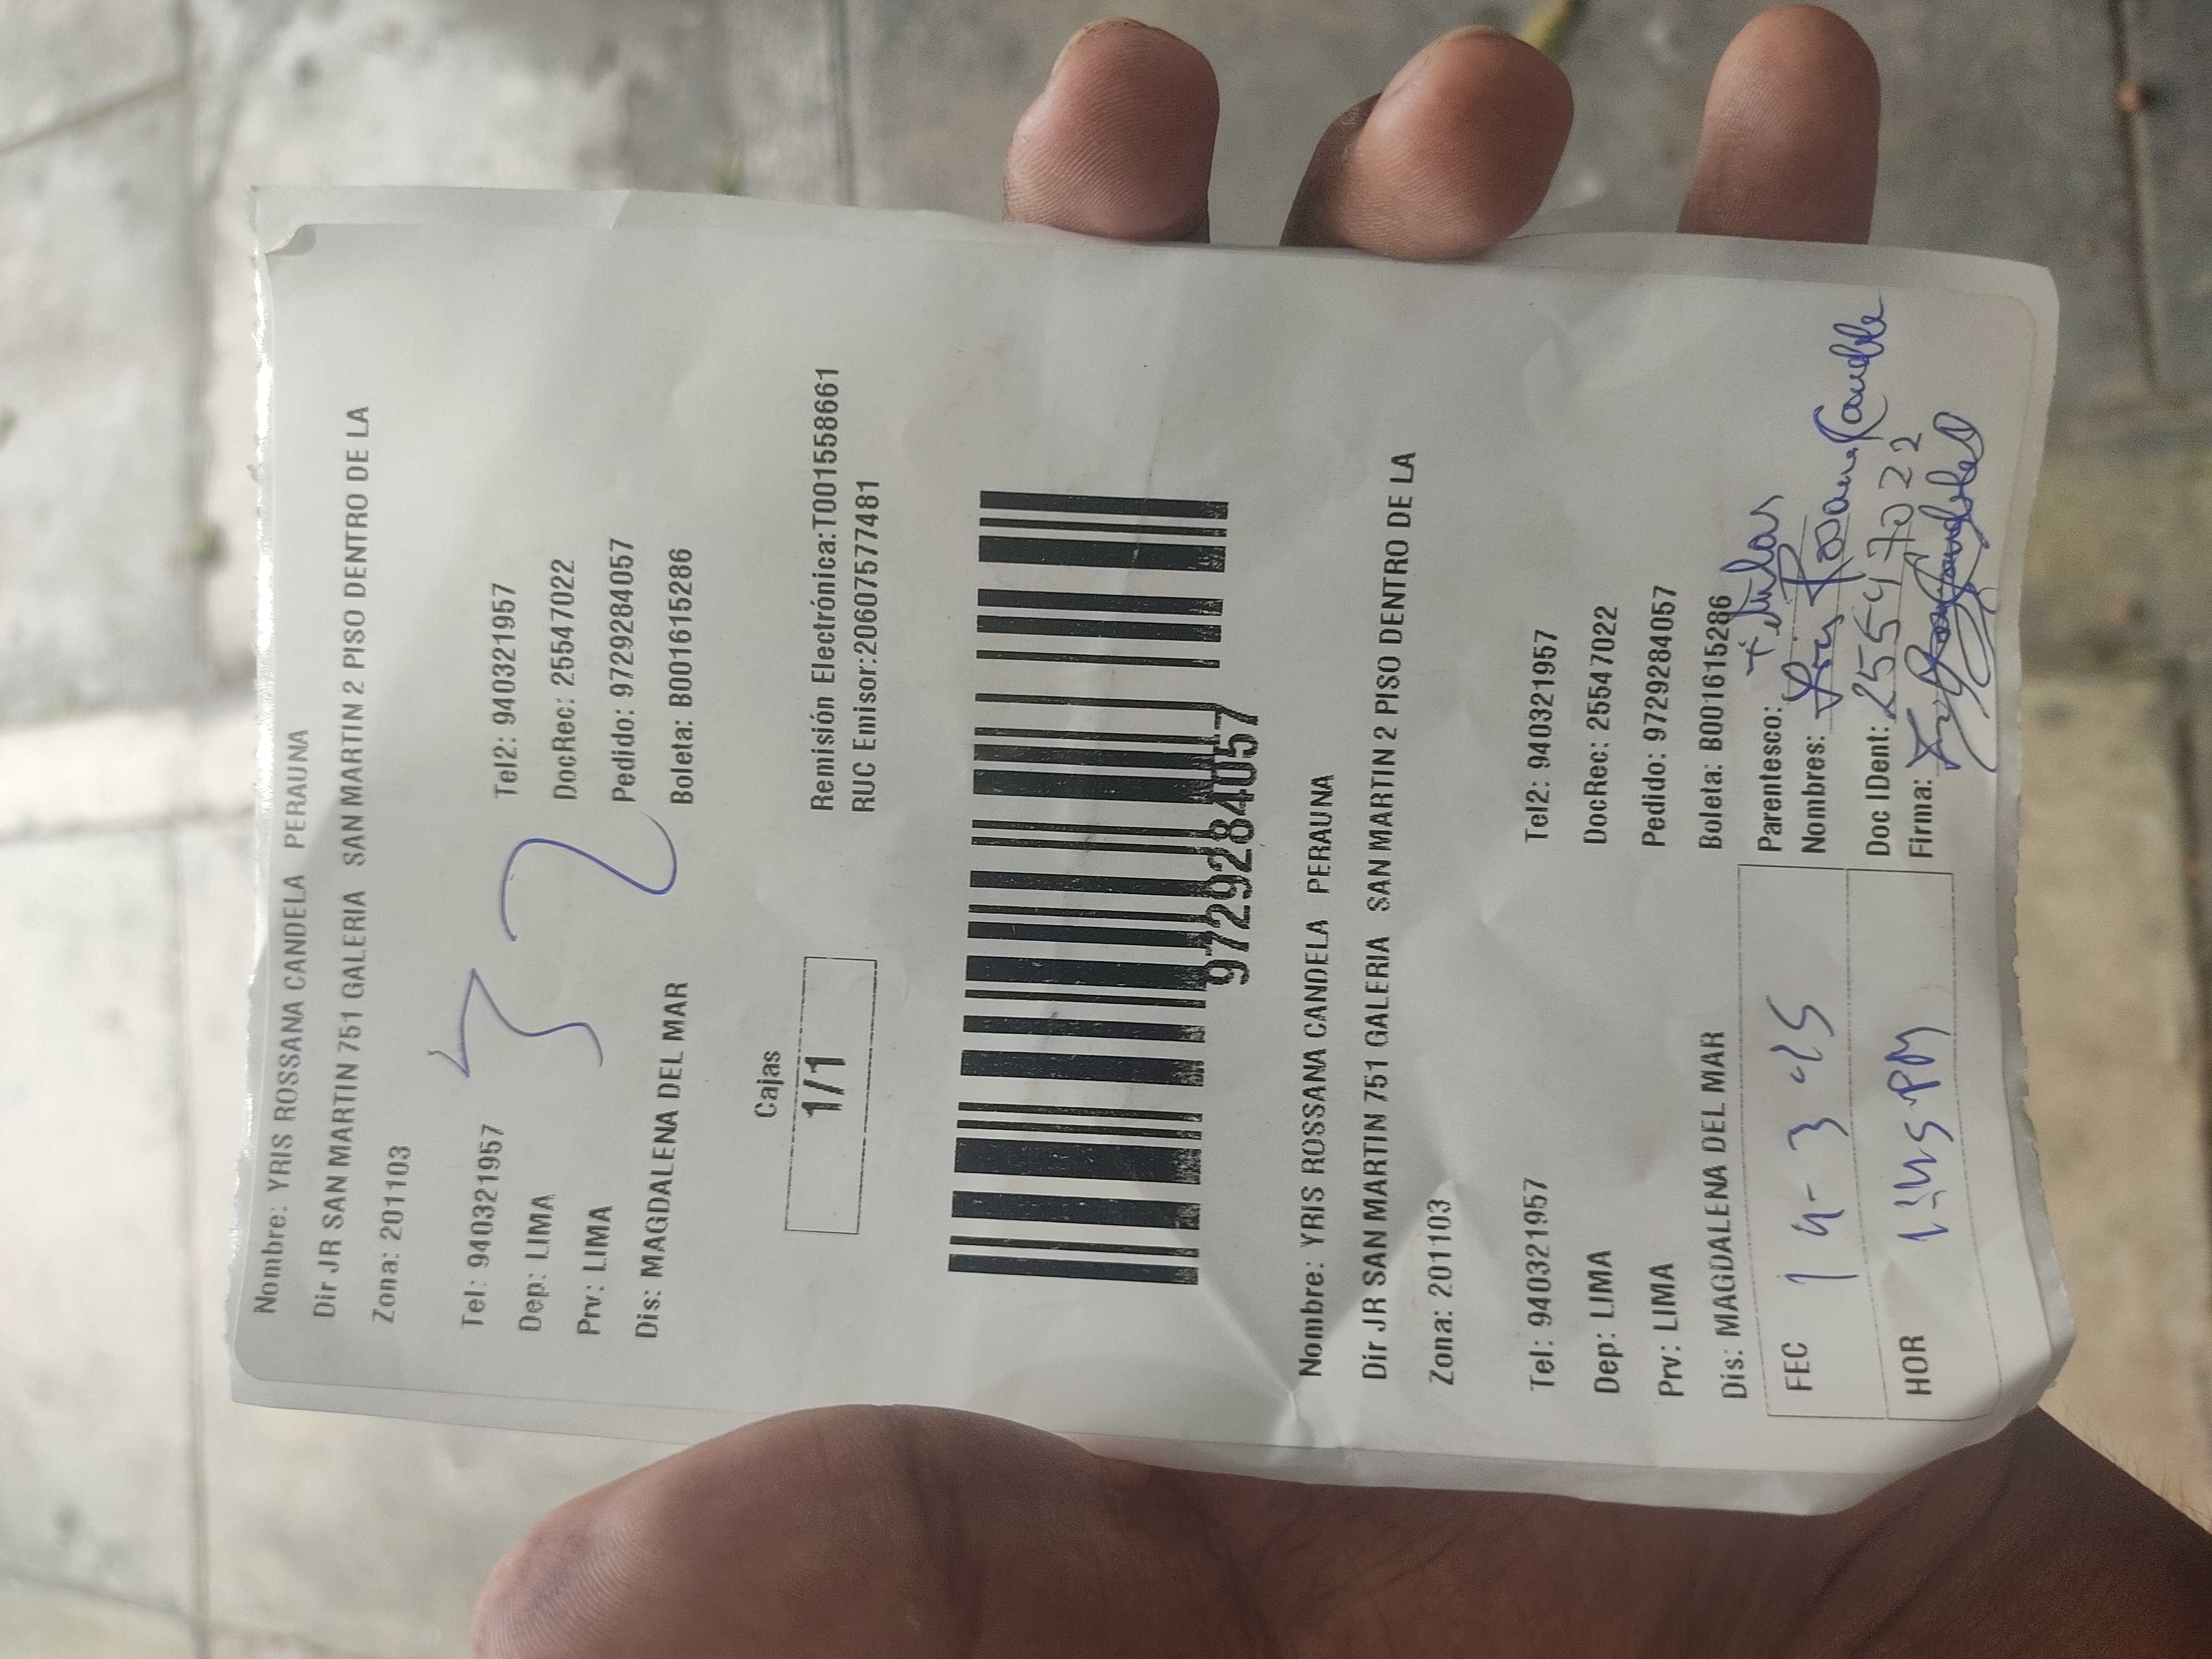 Nombre: YRIS ROSSANA CANDELA PERAUNA
Dir JR SAN MARTIN 751 GALERIA SAN MARTIN 2 PISO DENTRO DE LA
Zona: 201103
32
Tel: 940321957 Tel2: 940321957
Dep: LIMA DocRec: 25547022
Prv: LIMA Pedido: 9729284057
Dis: MAGDALENA DEL MAR Boleta: B001615286
Cajas
1/1
Remisión Electrónica:T001558661
RUC Emisor:20607577481
9729284057
Nombre: YRIS ROSSANA CANDELA PERAUNA
Dir JR SAN MARTIN 751 GALERIA SAN MARTIN 2 PISO DENTRO DE LA
Zona: 201103
Tel: 940321957 Tel2: 940321957
Dep: LIMA DocRec: 25547022
Prv: LIMA Pedido: 9729284057
Dis: MAGDALENA DEL MAR Boleta: B001615286
FEC 14-3-25 Parentesco: titular
Nombres: Yris Rossana Candela
HOR 1:45 PM Doc IDent: 25547022
Firma: